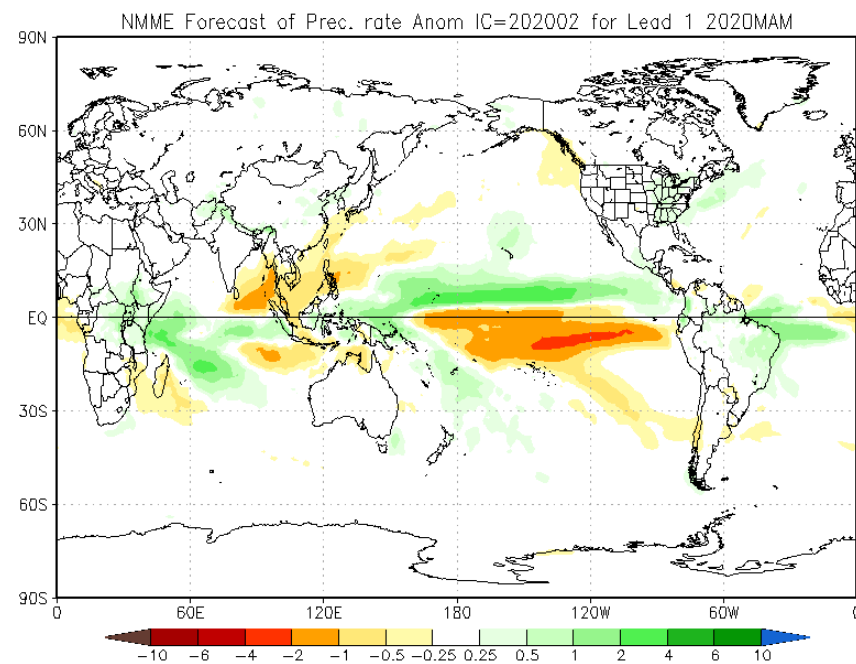 NMME Forecast of Prec. rate Anom IC=202002 for Lead 1 2020MAM
90N
60N
30N
EQ
30S
60S
90S
0 60E 120E 180 120W 60W 0
-10 -6 -4 -2 -1 -0.5 -0.25 0.25 0.5 1 2 4 6 10